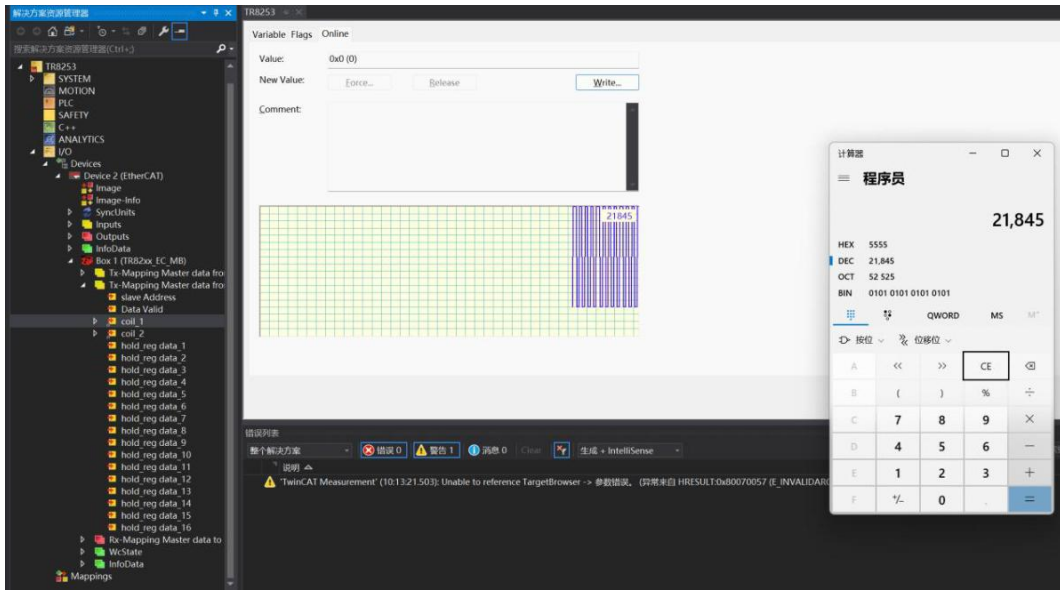 解决方案资源管理器
搜索解决方案资源管理器(Ctrl+;)
TR8253
SYSTEM
MOTION
PLC
SAFETY
C++
ANALYTICS
I/O
Devices
Device 2 (EtherCAT)
Image
Image-Info
SyncUnits
Inputs
Outputs
InfoData
Box 1 (TR82xx_EC_MB)
Tx-Mapping Master data fro
Tx-Mapping Master data fro
slave Address
Data Valid
coil_1
coil_2
hold_reg data_1
hold_reg data_2
hold_reg data_3
hold_reg data_4
hold_reg data_5
hold_reg data_6
hold_reg data_7
hold_reg data_8
hold_reg data_9
hold_reg data_10
hold_reg data_11
hold_reg data_12
hold_reg data_13
hold_reg data_14
hold_reg data_15
hold_reg data_16
Rx-Mapping Master data to
WcState
InfoData
Mappings
TR8253
Variable Flags Online
Value: 0x0 (0)
New Value: Force... Release Write...
Comment:
21845
错误列表
整个解决方案 错误 0 警告 1 消息 0 Clear 生成 + IntelliSense
说明
'TwinCAT Measurement' (10:13:21.503): Unable to reference TargetBrowser -> 参数错误。 (异常来自 HRESULT:0x80070057 (E_INVALIDARG
计算器
程序员
21,845
HEX 5555
DEC 21,845
OCT 52 525
BIN 0101 0101 0101 0101
QWORD MS M˅
按位 位移位
A << >> CE
B ( ) % ÷
C 7 8 9 ×
D 4 5 6 −
E 1 2 3 +
F +/- 0 . =